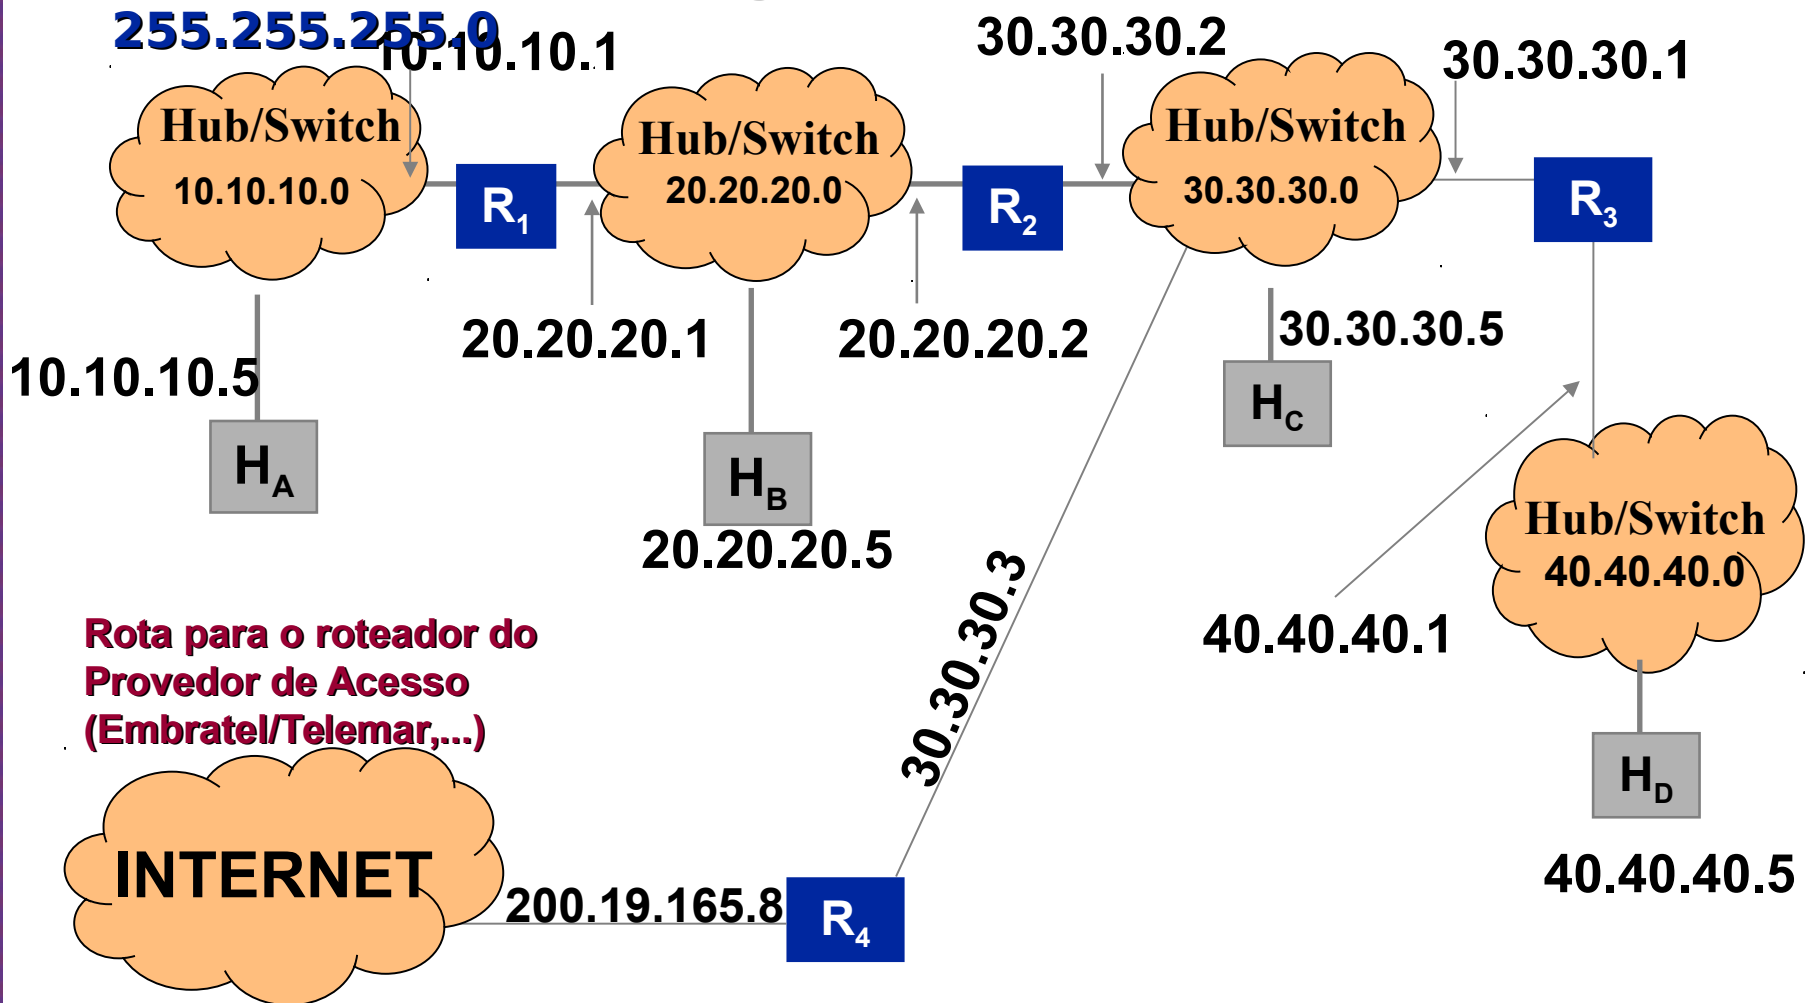 255.255.255.0
10.10.10.1
30.30.30.2
30.30.30.1
Hub/Switch
10.10.10.0
Hub/Switch
20.20.20.0
Hub/Switch
30.30.30.0
R1
R2
R3
20.20.20.1
20.20.20.2
30.30.30.5
10.10.10.5
HA
HB
20.20.20.5
HC
Hub/Switch
40.40.40.0
30.30.30.3
40.40.40.1
Rota para o roteador do
Provedor de Acesso
(Embratel/Telemar,...)
HD
40.40.40.5
INTERNET
200.19.165.8
R4